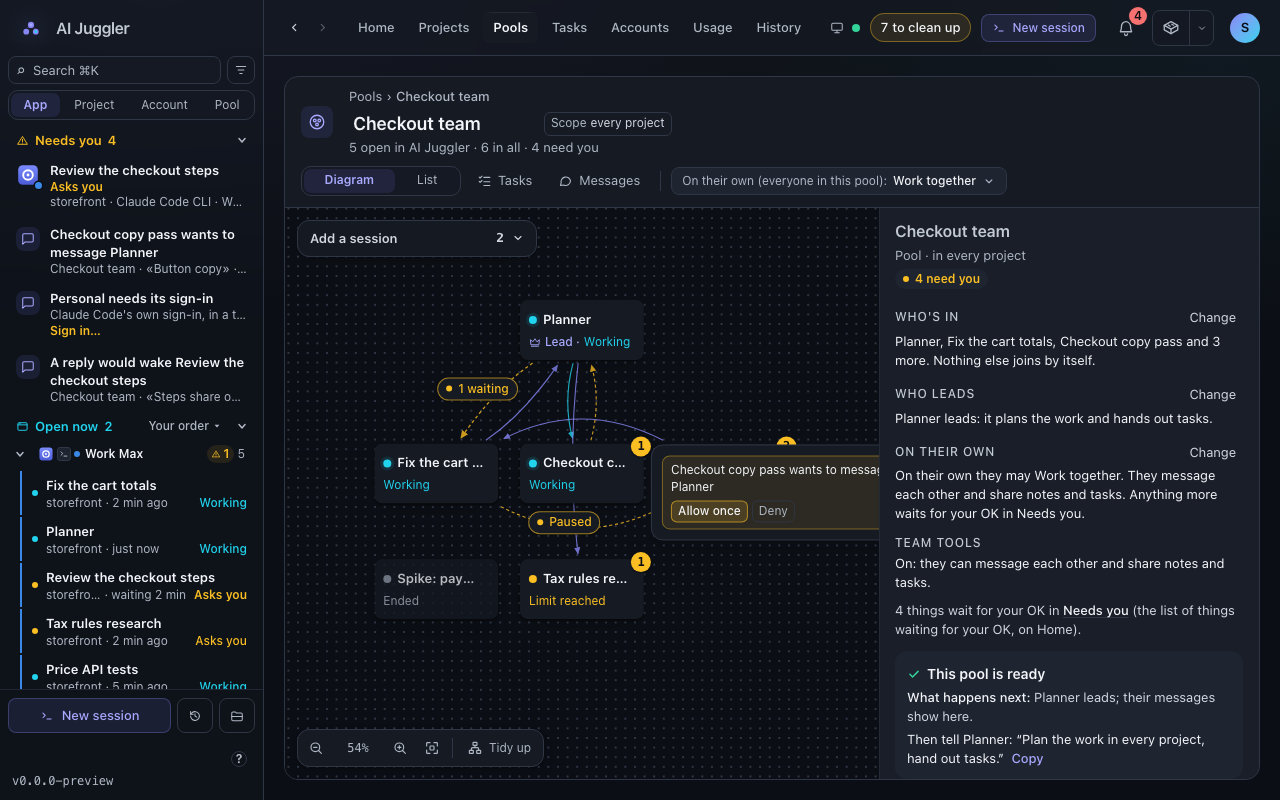 AI Juggler
Search ⌘K
App Project Account Pool
Needs you 4
Review the checkout steps
Asks you
storefront · Claude Code CLI · W…
Checkout copy pass wants to
message Planner
Checkout team · «Button copy» ·…
Personal needs its sign-in
Claude Code's own sign-in, in a t…
Sign in…
A reply would wake Review the
checkout steps
Checkout team · «Steps share o…
Open now 2 Your order
Work Max 1 5
Fix the cart totals
storefront · 2 min ago Working
Planner
storefront · just now Working
Review the checkout steps
storefro… · waiting 2 min Asks you
Tax rules research
storefront · 2 min ago Asks you
Price API tests
storefront · 5 min ago Working
New session
?
v0.0.0-preview
Home Projects Pools Tasks Accounts Usage History
7 to clean up
New session
4
S
Pools › Checkout team
Checkout team
Scope every project
5 open in AI Juggler · 6 in all · 4 need you
Diagram List Tasks Messages
On their own (everyone in this pool): Work together
Add a session 2
Planner
Lead · Working
1 waiting
Fix the cart …
Working
1
Checkout c…
Working
Checkout copy pass wants to messag
Planner
Allow once Deny
Paused
Spike: pay…
Ended
1
Tax rules re…
Limit reached
54%
Tidy up
Checkout team
Pool · in every project
4 need you
WHO'S IN Change
Planner, Fix the cart totals, Checkout copy pass and 3
more. Nothing else joins by itself.
WHO LEADS Change
Planner leads: it plans the work and hands out tasks.
ON THEIR OWN Change
On their own they may Work together. They message
each other and share notes and tasks. Anything more
waits for your OK in Needs you.
TEAM TOOLS
On: they can message each other and share notes and
tasks.
4 things wait for your OK in Needs you (the list of things
waiting for your OK, on Home).
This pool is ready
What happens next: Planner leads; their messages
show here.
Then tell Planner: “Plan the work in every project,
hand out tasks.” Copy